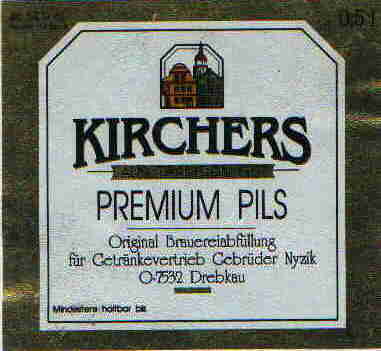 0,5 l
KIRCHERS
PREMIUM PILS
Original Brauereiabfüllung
für Getränkevertrieb Gebrüder Nyzik
O-7532 Drebkau
Mindestens haltbar bis